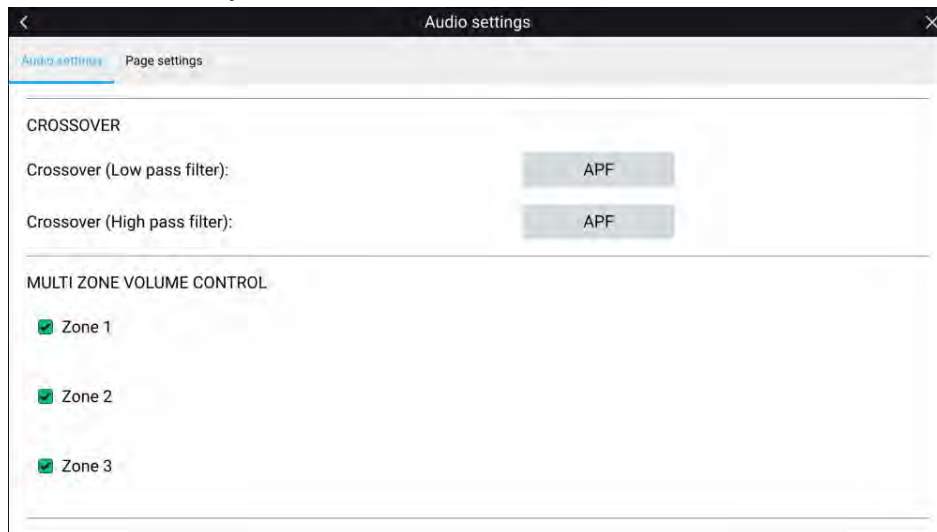 Audio settings
Audio settings Page settings
CROSSOVER
Crossover (Low pass filter): APF
Crossover (High pass filter): APF
MULTI ZONE VOLUME CONTROL
Zone 1
Zone 2
Zone 3